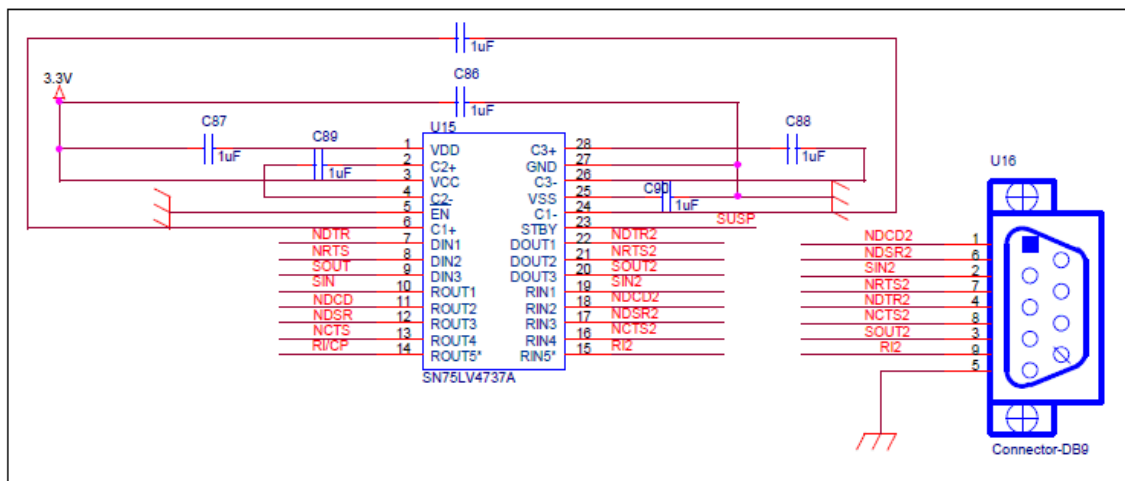 1uF
3.3V
C86
1uF
C87
1uF
C89
1uF
U15
C88
1uF
C90
1uF
1 VDD C3+ 28
2 C2+ GND 27
3 VCC C3- 26
4 C2- VSS 25
5 EN C1- 24
6 C1+ STBY 23 SUSP
NDTR 7 DIN1 DOUT1 22 NDTR2
NRTS 8 DIN2 DOUT2 21 NRTS2
SOUT 9 DIN3 DOUT3 20 SOUT2
SIN 10 ROUT1 RIN1 19 SIN2
NDCD 11 ROUT2 RIN2 18 NDCD2
NDSR 12 ROUT3 RIN3 17 NDSR2
NCTS 13 ROUT4 RIN4 16 NCTS2
RI/CP 14 ROUT5* RIN5* 15 RI2
SN75LV4737A
U16
NDCD2 1
NDSR2 6
SIN2 2
NRTS2 7
NDTR2 4
NCTS2 8
SOUT2 3
RI2 9
5
Connector-DB9